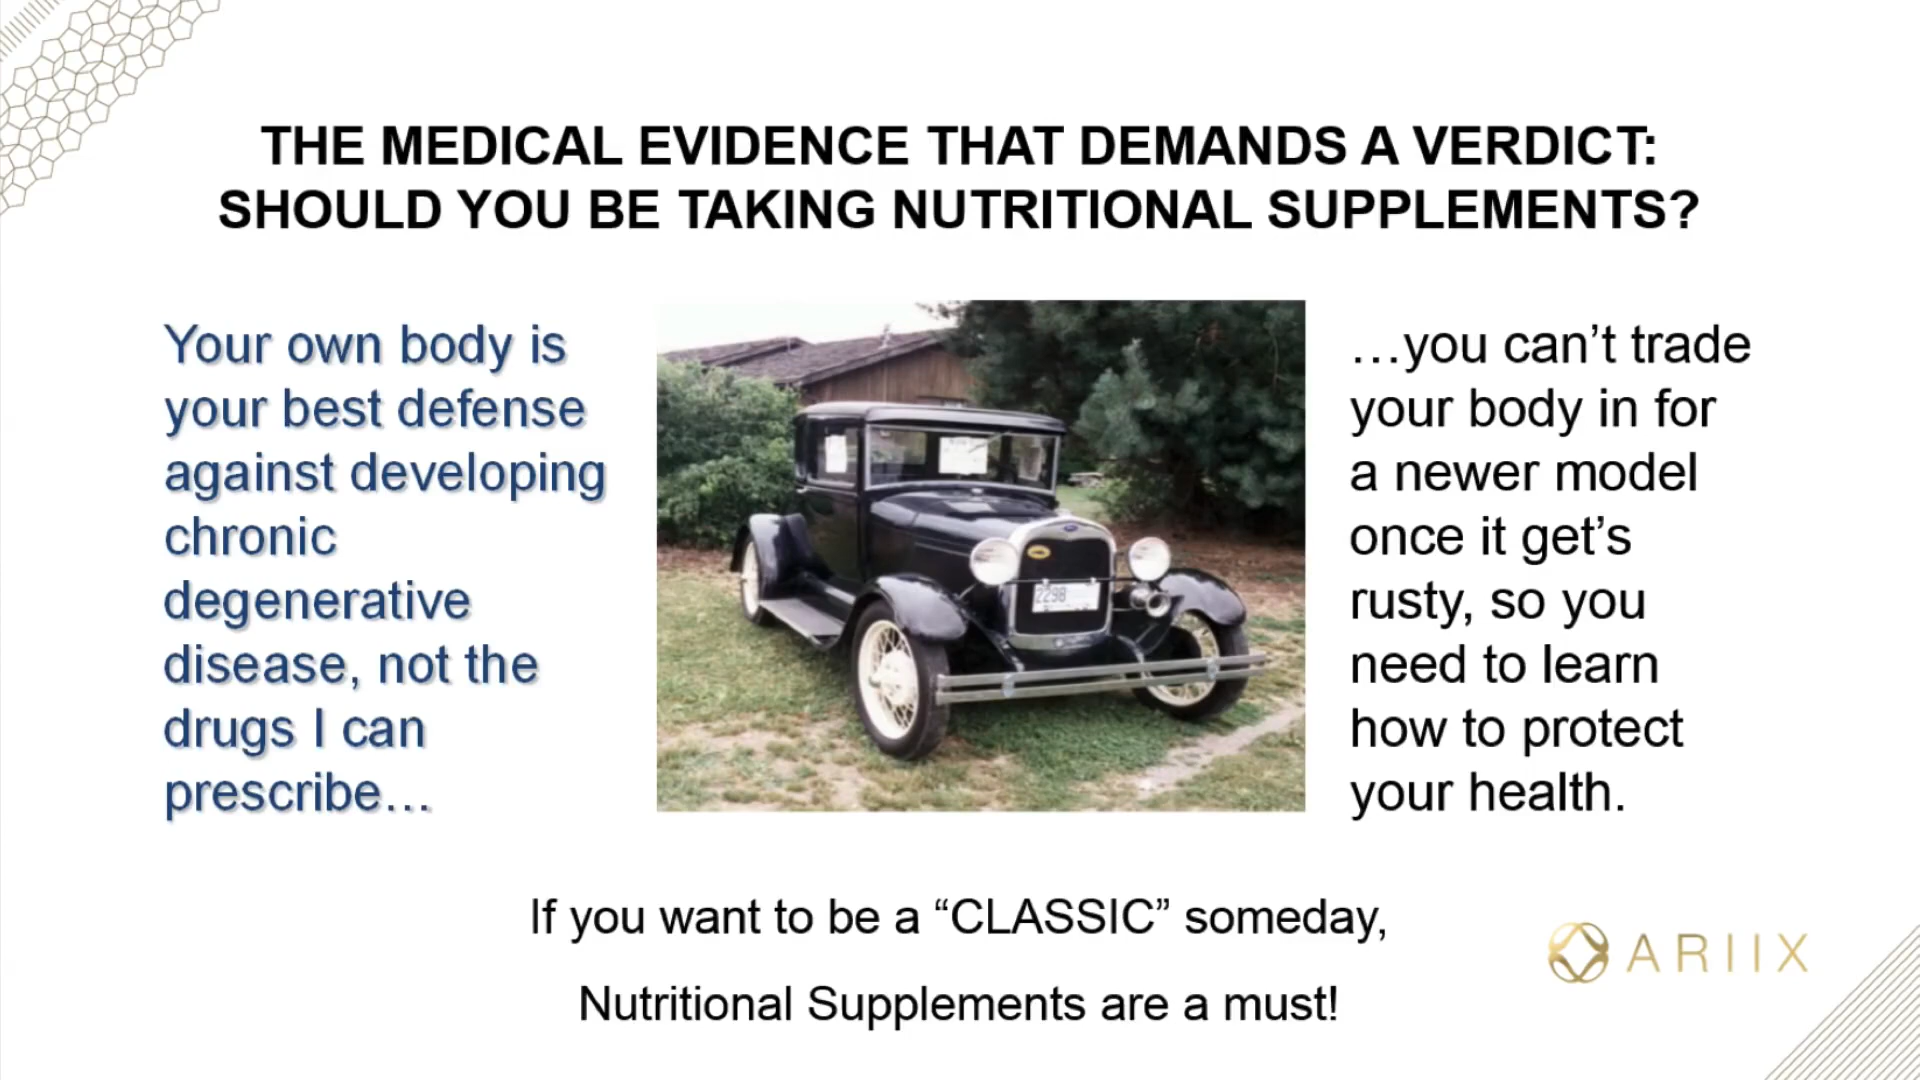 THE MEDICAL EVIDENCE THAT DEMANDS A VERDICT:
SHOULD YOU BE TAKING NUTRITIONAL SUPPLEMENTS?
Your own body is
your best defense
against developing
chronic
degenerative
disease, not the
drugs I can
prescribe…
2298
…you can’t trade
your body in for
a newer model
once it get’s
rusty, so you
need to learn
how to protect
your health.
If you want to be a “CLASSIC” someday,
Nutritional Supplements are a must!
ARIIX